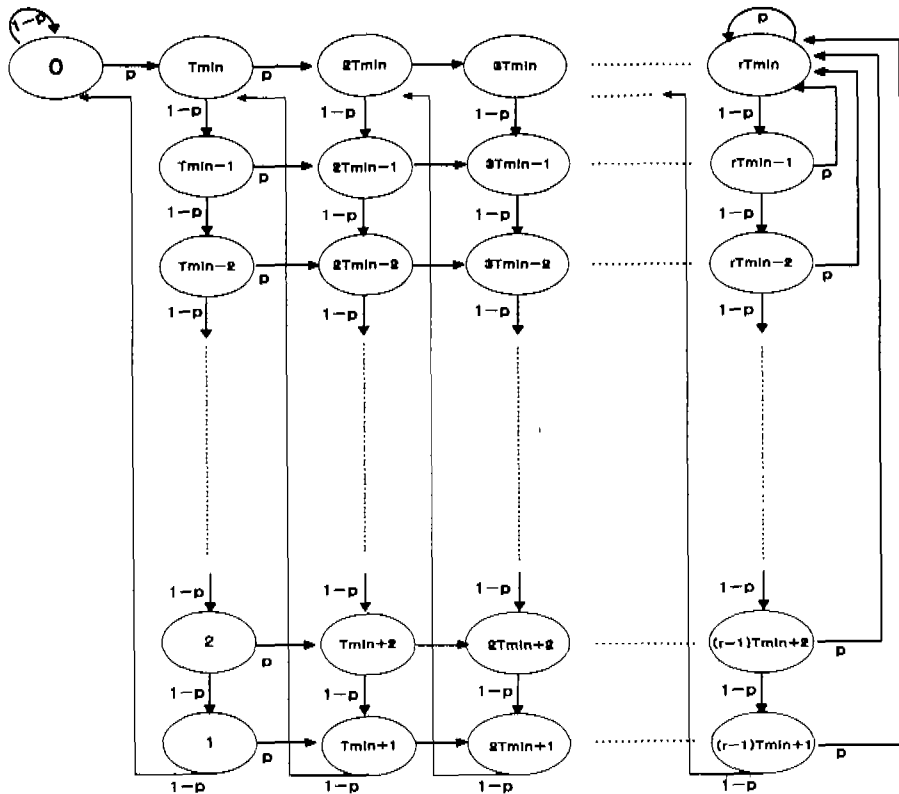 1-p
p
0
p
Tmin
p
2Tmin
3Tmin
rTmin
1-p
1-p
1-p
1-p
Tmin-1
p
2Tmin-1
3Tmin-1
rTmin-1
p
1-p
1-p
1-p
1-p
Tmin-2
p
2Tmin-2
3Tmin-2
rTmin-2
p
1-p
1-p
1-p
1-p
1-p
1-p
1-p
1-p
2
p
Tmin+2
2Tmin+2
(r-1)Tmin+2
p
1-p
1-p
1-p
1-p
1
p
Tmin+1
2Tmin+1
(r-1)Tmin+1
p
1-p
1-p
1-p
1-p